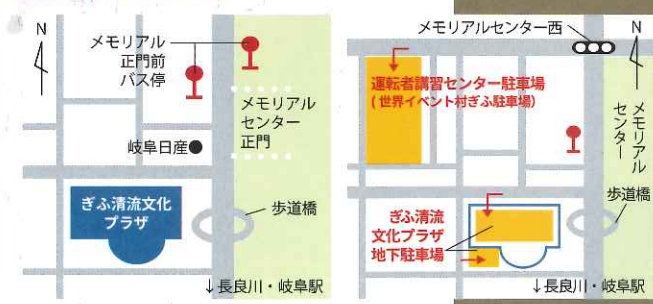 N
メモリアル
正門前
バス停
メモリアル
センター
正門
岐阜日産●
ぎふ清流文化
プラザ
歩道橋
↓長良川・岐阜駅
メモリアルセンター西
N
運転者講習センター駐車場
(世界イベント村ぎふ駐車場)
メモリアル
センター
歩道橋
ぎふ清流
文化プラザ
地下駐車場
↓長良川・岐阜駅